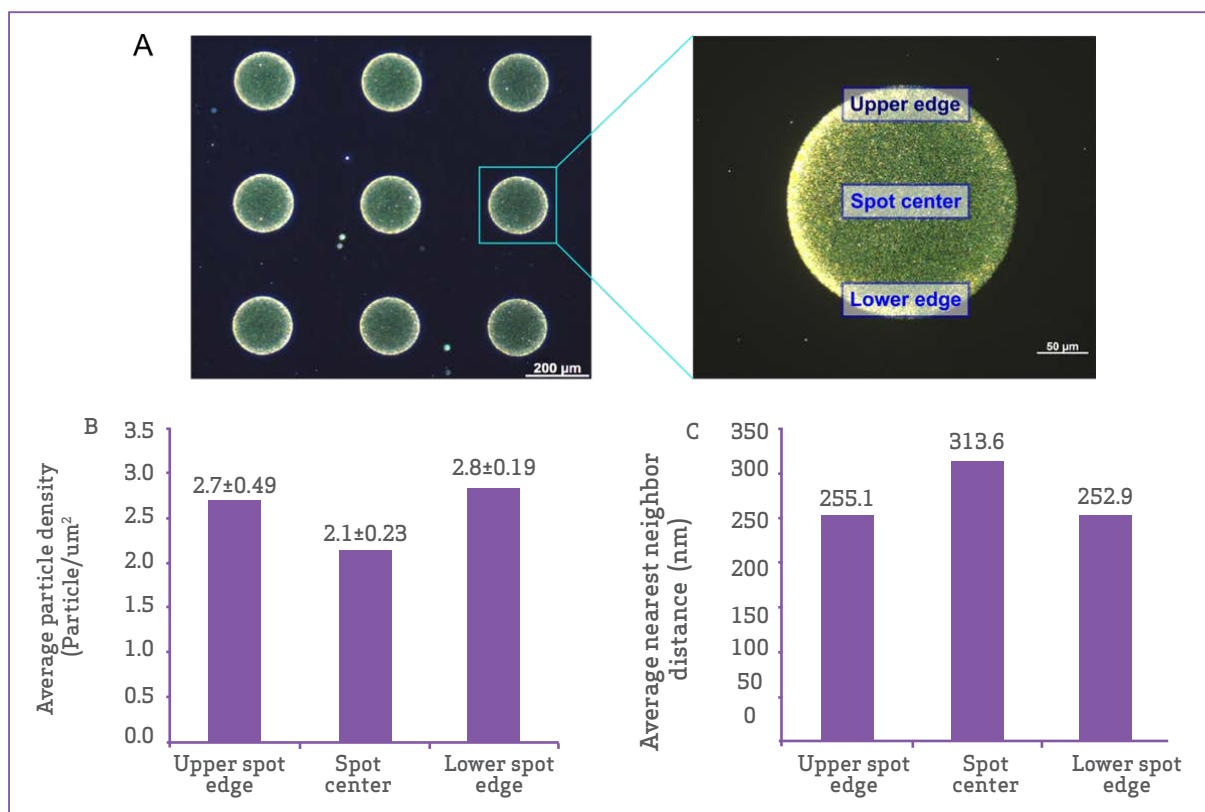 A
Upper edge
Spot center
Lower edge
200 µm
50 µm
B
Average particle density
(Particle/um²
3.5
3.0
2.5
2.0
1.5
1.0
0.5
0.0
2.7±0.49
2.1±0.23
2.8±0.19
Upper spot
edge
Spot
center
Lower spot
edge
C
Average nearest neighbor
distance (nm)
350
300
250
200
150
100
50
0
255.1
313.6
252.9
Upper spot
edge
Spot
center
Lower spot
edge